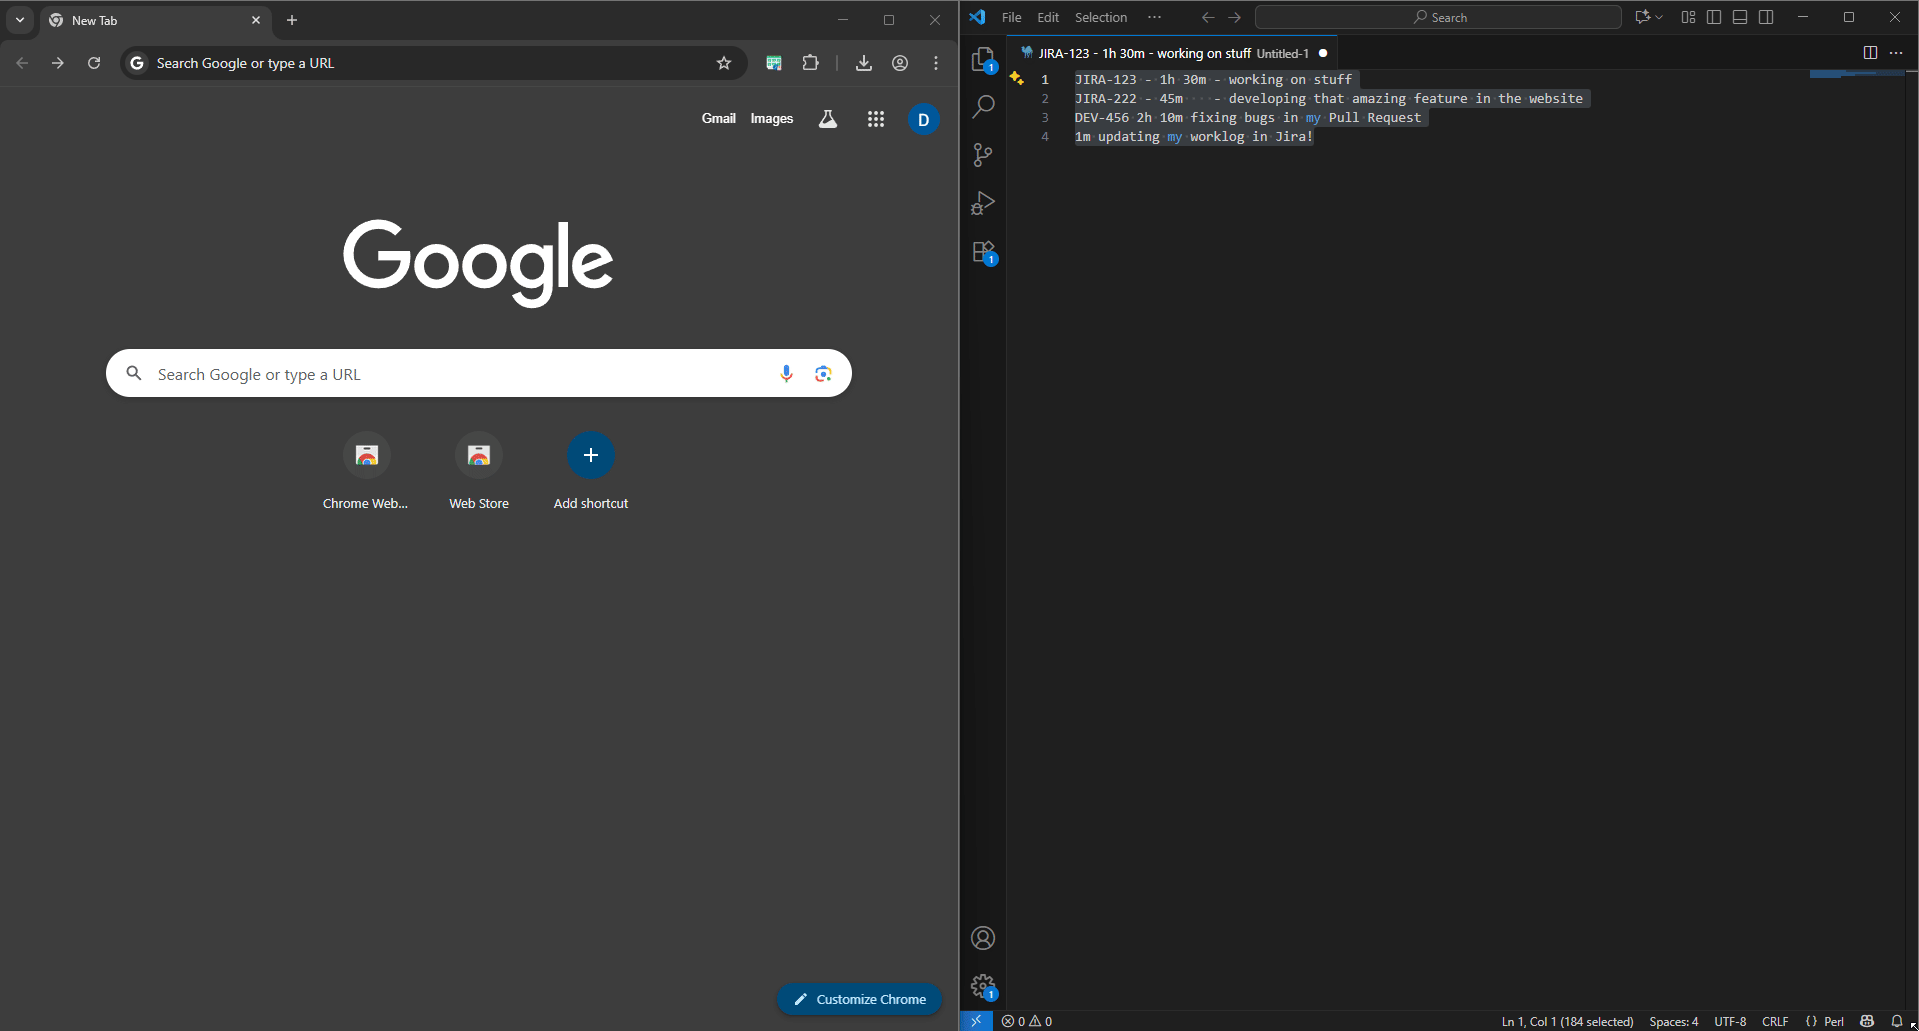 New Tab
Search Google or type a URL
Gmail
Images
D
Google
Search Google or type a URL
Chrome Web...
Web Store
Add shortcut
Customize Chrome
File Edit Selection ···
Search
JIRA-123 - 1h 30m - working on stuff Untitled-1
1 JIRA-123 - 1h 30m - working on stuff
2 JIRA-222 - 45m    - developing that amazing feature in the website
3 DEV-456 2h 10m fixing bugs in my Pull Request
4 1m updating my worklog in Jira!
1
1
1
0 0
Ln 1, Col 1 (184 selected) Spaces: 4 UTF-8 CRLF {} Perl